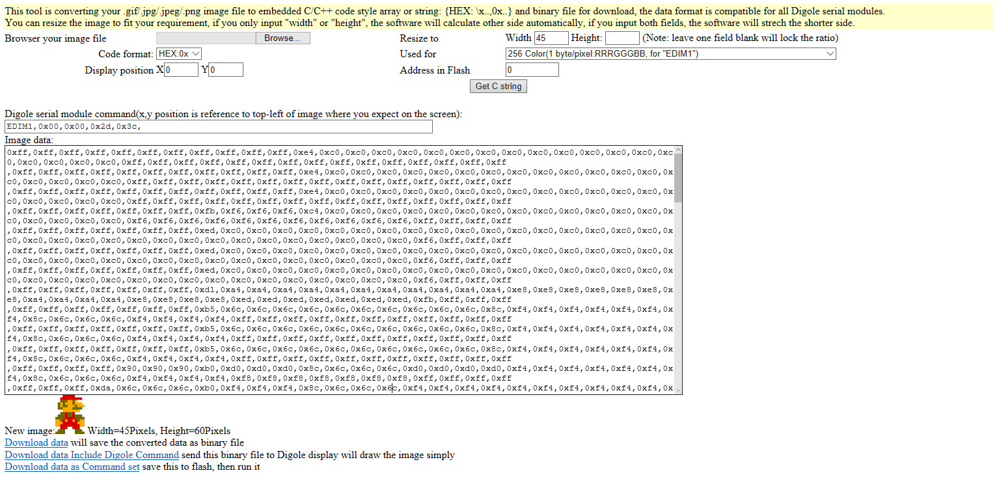 This tool is converting your .gif/.jpg/.jpeg/.png image file to embedded C/C++ code style array or string: {HEX: \x..,0x..} and binary file for download, the data format is compatible for all Digole serial modules.
You can resize the image to fit your requirement, if you only input "width" or "height", the software will calculate other side automatically, if you input both fields, the software will strech the shorter side.
Browser your image file Browse... Resize to Width 45 Height: (Note: leave one field blank will lock the ratio)
Code format: HEX:0x Used for 256 Color(1 byte/pixel:RRRGGGBB, for "EDIM1")
Display position X 0 Y 0 Address in Flash 0
Get C string
Digole serial module command(x,y position is reference to top-left of image where you expect on the screen):
EDIM1,0x00,0x00,0x2d,0x3c,
Image data:
0xff,0xff,0xff,0xff,0xff,0xff,0xff,0xff,0xff,0xff,0xff,0xe4,0xc0,0xc0,0xc0,0xc0,0xc0,0xc0,0xc0,0xc0,0xc0,0xc0,0xc0,0xc0,0xc0,0xc
0,0xc0,0xc0,0xc0,0xc0,0xff,0xff,0xff,0xff,0xff,0xff,0xff,0xff,0xff,0xff,0xff,0xff,0xff,0xff,0xff
,0xff,0xff,0xff,0xff,0xff,0xff,0xff,0xff,0xff,0xff,0xff,0xe4,0xc0,0xc0,0xc0,0xc0,0xc0,0xc0,0xc0,0xc0,0xc0,0xc0,0xc0,0xc0,0xc0,0x
c0,0xc0,0xc0,0xc0,0xc0,0xff,0xff,0xff,0xff,0xff,0xff,0xff,0xff,0xff,0xff,0xff,0xff,0xff,0xff,0xff
,0xff,0xff,0xff,0xff,0xff,0xff,0xff,0xff,0xff,0xff,0xff,0xe4,0xc0,0xc0,0xc0,0xc0,0xc0,0xc0,0xc0,0xc0,0xc0,0xc0,0xc0,0xc0,0xc0,0x
c0,0xc0,0xc0,0xc0,0xc0,0xff,0xff,0xff,0xff,0xff,0xff,0xff,0xff,0xff,0xff,0xff,0xff,0xff,0xff,0xff
,0xff,0xff,0xff,0xff,0xff,0xff,0xff,0xfb,0xf6,0xf6,0xf6,0xc4,0xc0,0xc0,0xc0,0xc0,0xc0,0xc0,0xc0,0xc0,0xc0,0xc0,0xc0,0xc0,0xc0,0x
c0,0xc0,0xc0,0xc0,0xc0,0xf6,0xf6,0xf6,0xf6,0xf6,0xf6,0xf6,0xf6,0xf6,0xf6,0xf6,0xff,0xff,0xff,0xff
,0xff,0xff,0xff,0xff,0xff,0xff,0xff,0xed,0xc0,0xc0,0xc0,0xc0,0xc0,0xc0,0xc0,0xc0,0xc0,0xc0,0xc0,0xc0,0xc0,0xc0,0xc0,0xc0,0xc0,0x
c0,0xc0,0xc0,0xc0,0xc0,0xc0,0xc0,0xc0,0xc0,0xc0,0xc0,0xc0,0xc0,0xc0,0xc0,0xc0,0xf6,0xff,0xff,0xff
,0xff,0xff,0xff,0xff,0xff,0xff,0xff,0xed,0xc0,0xc0,0xc0,0xc0,0xc0,0xc0,0xc0,0xc0,0xc0,0xc0,0xc0,0xc0,0xc0,0xc0,0xc0,0xc0,0xc0,0x
c0,0xc0,0xc0,0xc0,0xc0,0xc0,0xc0,0xc0,0xc0,0xc0,0xc0,0xc0,0xc0,0xc0,0xc0,0xc0,0xf6,0xff,0xff,0xff
,0xff,0xff,0xff,0xff,0xff,0xff,0xff,0xed,0xc0,0xc0,0xc0,0xc0,0xc0,0xc0,0xc0,0xc0,0xc0,0xc0,0xc0,0xc0,0xc0,0xc0,0xc0,0xc0,0xc0,0x
c0,0xc0,0xc0,0xc0,0xc0,0xc0,0xc0,0xc0,0xc0,0xc0,0xc0,0xc0,0xc0,0xc0,0xc0,0xc0,0xf6,0xff,0xff,0xff
,0xff,0xff,0xff,0xff,0xff,0xff,0xff,0xd1,0xa4,0xa4,0xa4,0xa4,0xa4,0xa4,0xa4,0xa4,0xa4,0xa4,0xa4,0xe8,0xe8,0xe8,0xe8,0xe8,0xe8,0x
e8,0xa4,0xa4,0xa4,0xa4,0xe8,0xe8,0xe8,0xe8,0xed,0xed,0xed,0xed,0xed,0xed,0xed,0xfb,0xff,0xff,0xff
,0xff,0xff,0xff,0xff,0xff,0xff,0xff,0xb5,0x6c,0x6c,0x6c,0x6c,0x6c,0x6c,0x6c,0x6c,0x6c,0x6c,0x8c,0xf4,0xf4,0xf4,0xf4,0xf4,0xf4,0x
f4,0x8c,0x6c,0x6c,0x6c,0xf4,0xf4,0xf4,0xf4,0xff,0xff,0xff,0xff,0xff,0xff,0xff,0xff,0xff,0xff,0xff
,0xff,0xff,0xff,0xff,0xff,0xff,0xff,0xb5,0x6c,0x6c,0x6c,0x6c,0x6c,0x6c,0x6c,0x6c,0x6c,0x6c,0x8c,0xf4,0xf4,0xf4,0xf4,0xf4,0xf4,0x
f4,0x8c,0x6c,0x6c,0x6c,0xf4,0xf4,0xf4,0xf4,0xff,0xff,0xff,0xff,0xff,0xff,0xff,0xff,0xff,0xff,0xff
,0xff,0xff,0xff,0xff,0xff,0xff,0xff,0xb5,0x6c,0x6c,0x6c,0x6c,0x6c,0x6c,0x6c,0x6c,0x6c,0x6c,0x8c,0xf4,0xf4,0xf4,0xf4,0xf4,0xf4,0x
f4,0x8c,0x6c,0x6c,0x6c,0xf4,0xf4,0xf4,0xf4,0xff,0xff,0xff,0xff,0xff,0xff,0xff,0xff,0xff,0xff,0xff
,0xff,0xff,0xff,0xff,0x90,0x90,0x90,0xb0,0xd0,0xd0,0xd0,0x8c,0x6c,0x6c,0x6c,0xd0,0xd0,0xd0,0xd0,0xf4,0xf4,0xf4,0xf4,0xf4,0xf4,0x
f4,0x8c,0x6c,0x6c,0x6c,0xf4,0xf4,0xf4,0xf4,0xf8,0xf8,0xf8,0xf8,0xf8,0xf8,0xf8,0xff,0xff,0xff,0xff
,0xff,0xff,0xff,0xda,0x6c,0x6c,0x6c,0xb0,0xf4,0xf4,0xf4,0x8c,0x6c,0x6c,0x6c,0xf4,0xf4,0xf4,0xf4,0xf4,0xf4,0xf4,0xf4,0xf4,0xf4,0x
New image: Width=45Pixels, Height=60Pixels
Download data will save the converted data as binary file
Download data Include Digole Command send this binary file to Digole display will draw the image simply
Download data as Command set save this to flash, then run it